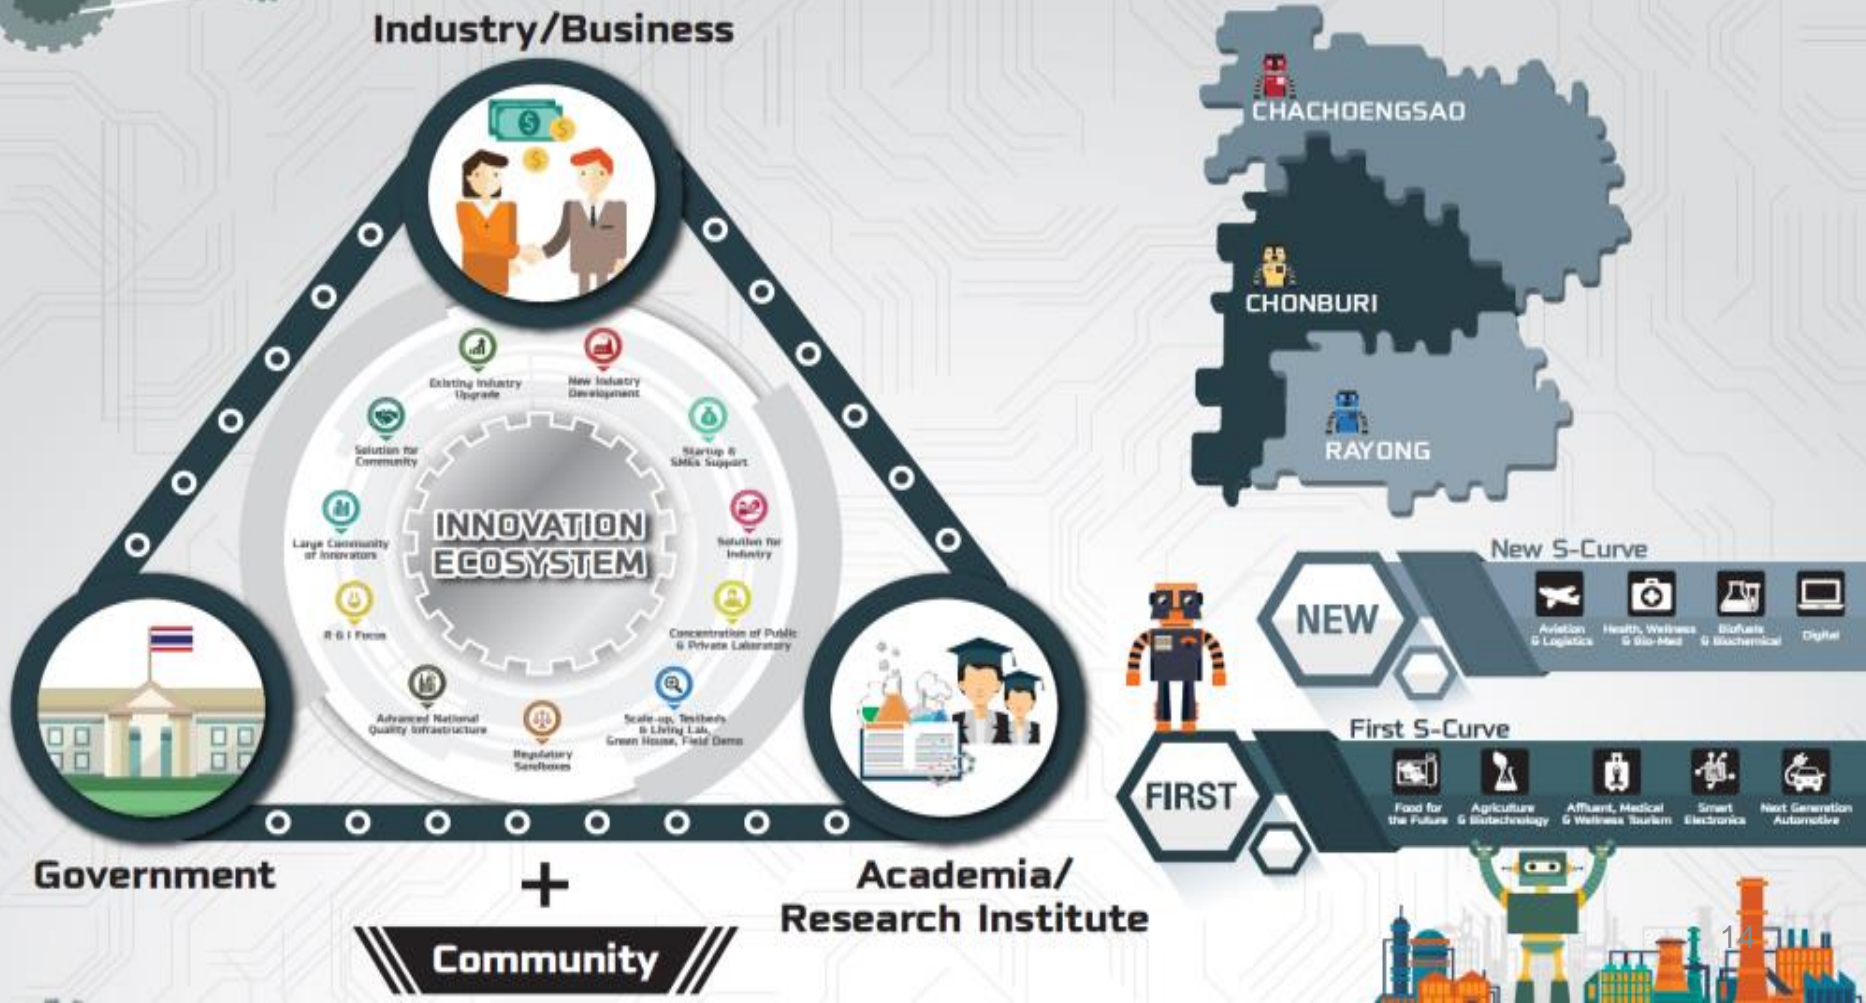 Industry/Business
Existing Industry
Upgrade
New Industry
Development
Solution for
Community
Startup &
SMEs Support
Large Community
of Innovators
Solution for
Industry
INNOVATION
ECOSYSTEM
R & I Focus
Concentration of Public
& Private Laboratory
Advanced National
Quality Infrastructure
Regulatory
Sandboxes
Scale-up, Testbeds
& Living Lab,
Green House, Field Demo
Government
+
Community
Academia/
Research Institute
CHACHOENGSAO
CHONBURI
RAYONG
New S-Curve
NEW
Aviation
& Logistics
Health, Wellness
& Bio-Med
Biofuels
& Biochemical
Digital
First S-Curve
FIRST
Food for
the Future
Agriculture
& Biotechnology
Affluent, Medical
& Wellness Tourism
Smart
Electronics
Next Generation
Automotive
14